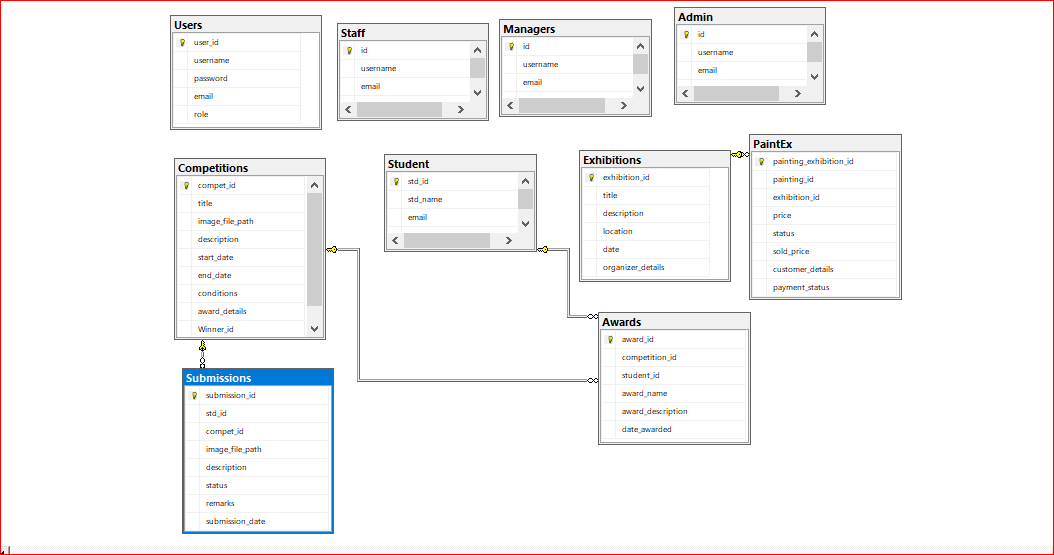 Users
user_id
username
password
email
role
Staff
id
username
email
Managers
id
username
email
Admin
id
username
email
Competitions
compet_id
title
image_file_path
description
start_date
end_date
conditions
award_details
Winner_id
Student
std_id
std_name
email
Exhibitions
exhibition_id
title
description
location
date
organizer_details
PaintEx
painting_exhibition_id
painting_id
exhibition_id
price
status
sold_price
customer_details
payment_status
Submissions
submission_id
std_id
compet_id
image_file_path
description
status
remarks
submission_date
Awards
award_id
competition_id
student_id
award_name
award_description
date_awarded